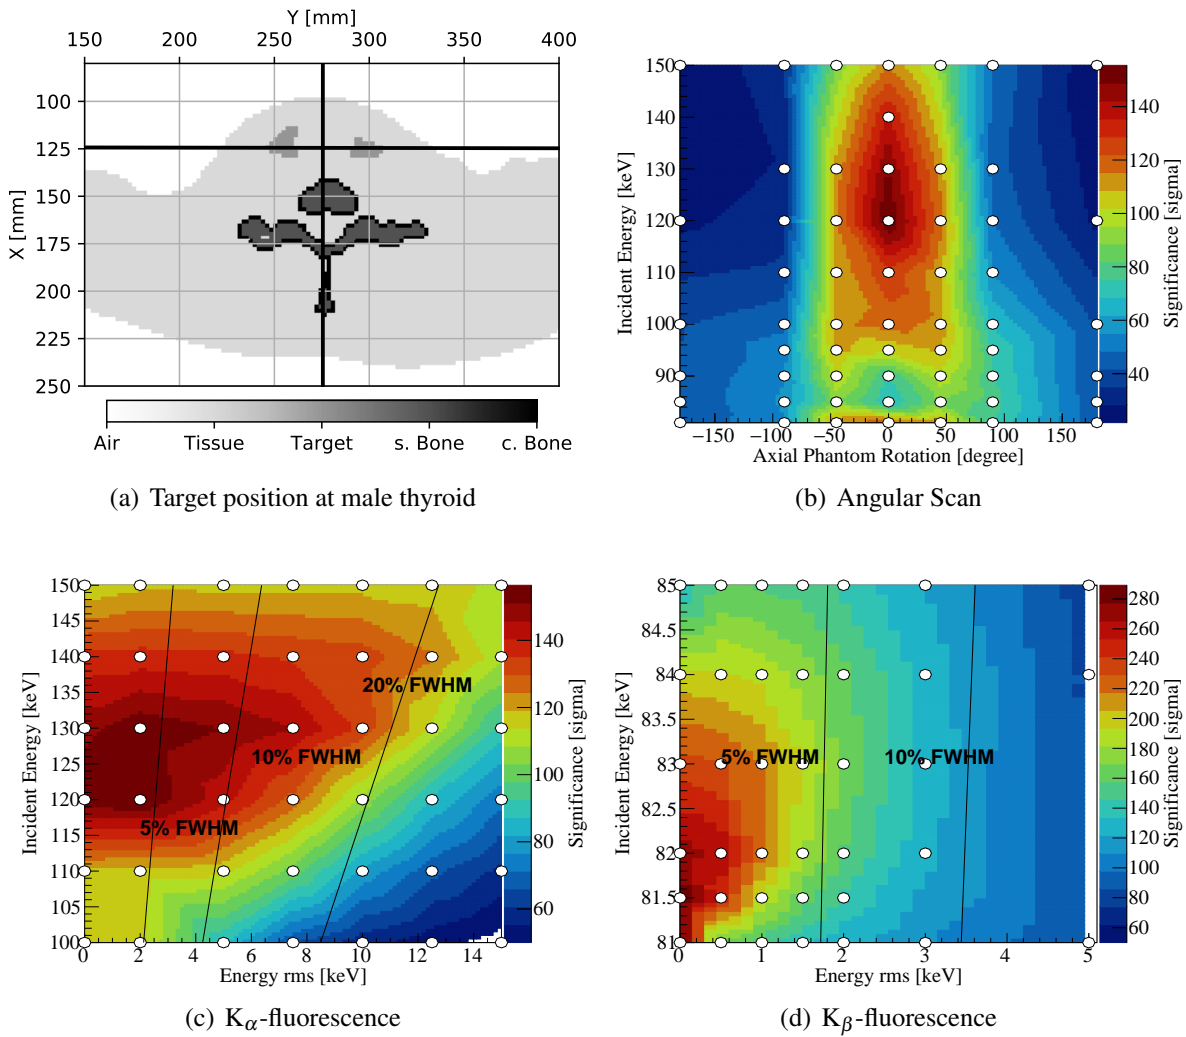 Y [mm]
150 200 250 300 350 400
X [mm]
100
125
150
175
200
225
250
Air Tissue Target s. Bone c. Bone
(a) Target position at male thyroid
Incident Energy [keV]
150
140
130
120
110
100
90
−150 −100 −50 0 50 100 150
Axial Phantom Rotation [degree]
140
120
100
80
60
40
Significance [sigma]
(b) Angular Scan
Incident Energy [keV]
150
145
140
135
130
125
120
115
110
105
100
20% FWHM
10% FWHM
5% FWHM
0 2 4 6 8 10 12 14
Energy rms [keV]
140
120
100
80
60
Significance [sigma]
(c) Kα-fluorescence
Incident Energy [keV]
85
84.5
84
83.5
83
82.5
82
81.5
81
5% FWHM
10% FWHM
0 1 2 3 4 5
Energy rms [keV]
280
260
240
220
200
180
160
140
120
100
80
60
Significance [sigma]
(d) Kβ-fluorescence